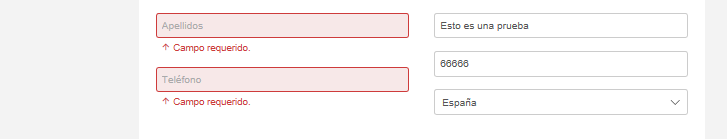 Apellidos
↑ Campo requerido.
Teléfono
↑ Campo requerido.
Esto es una prueba
66666
España